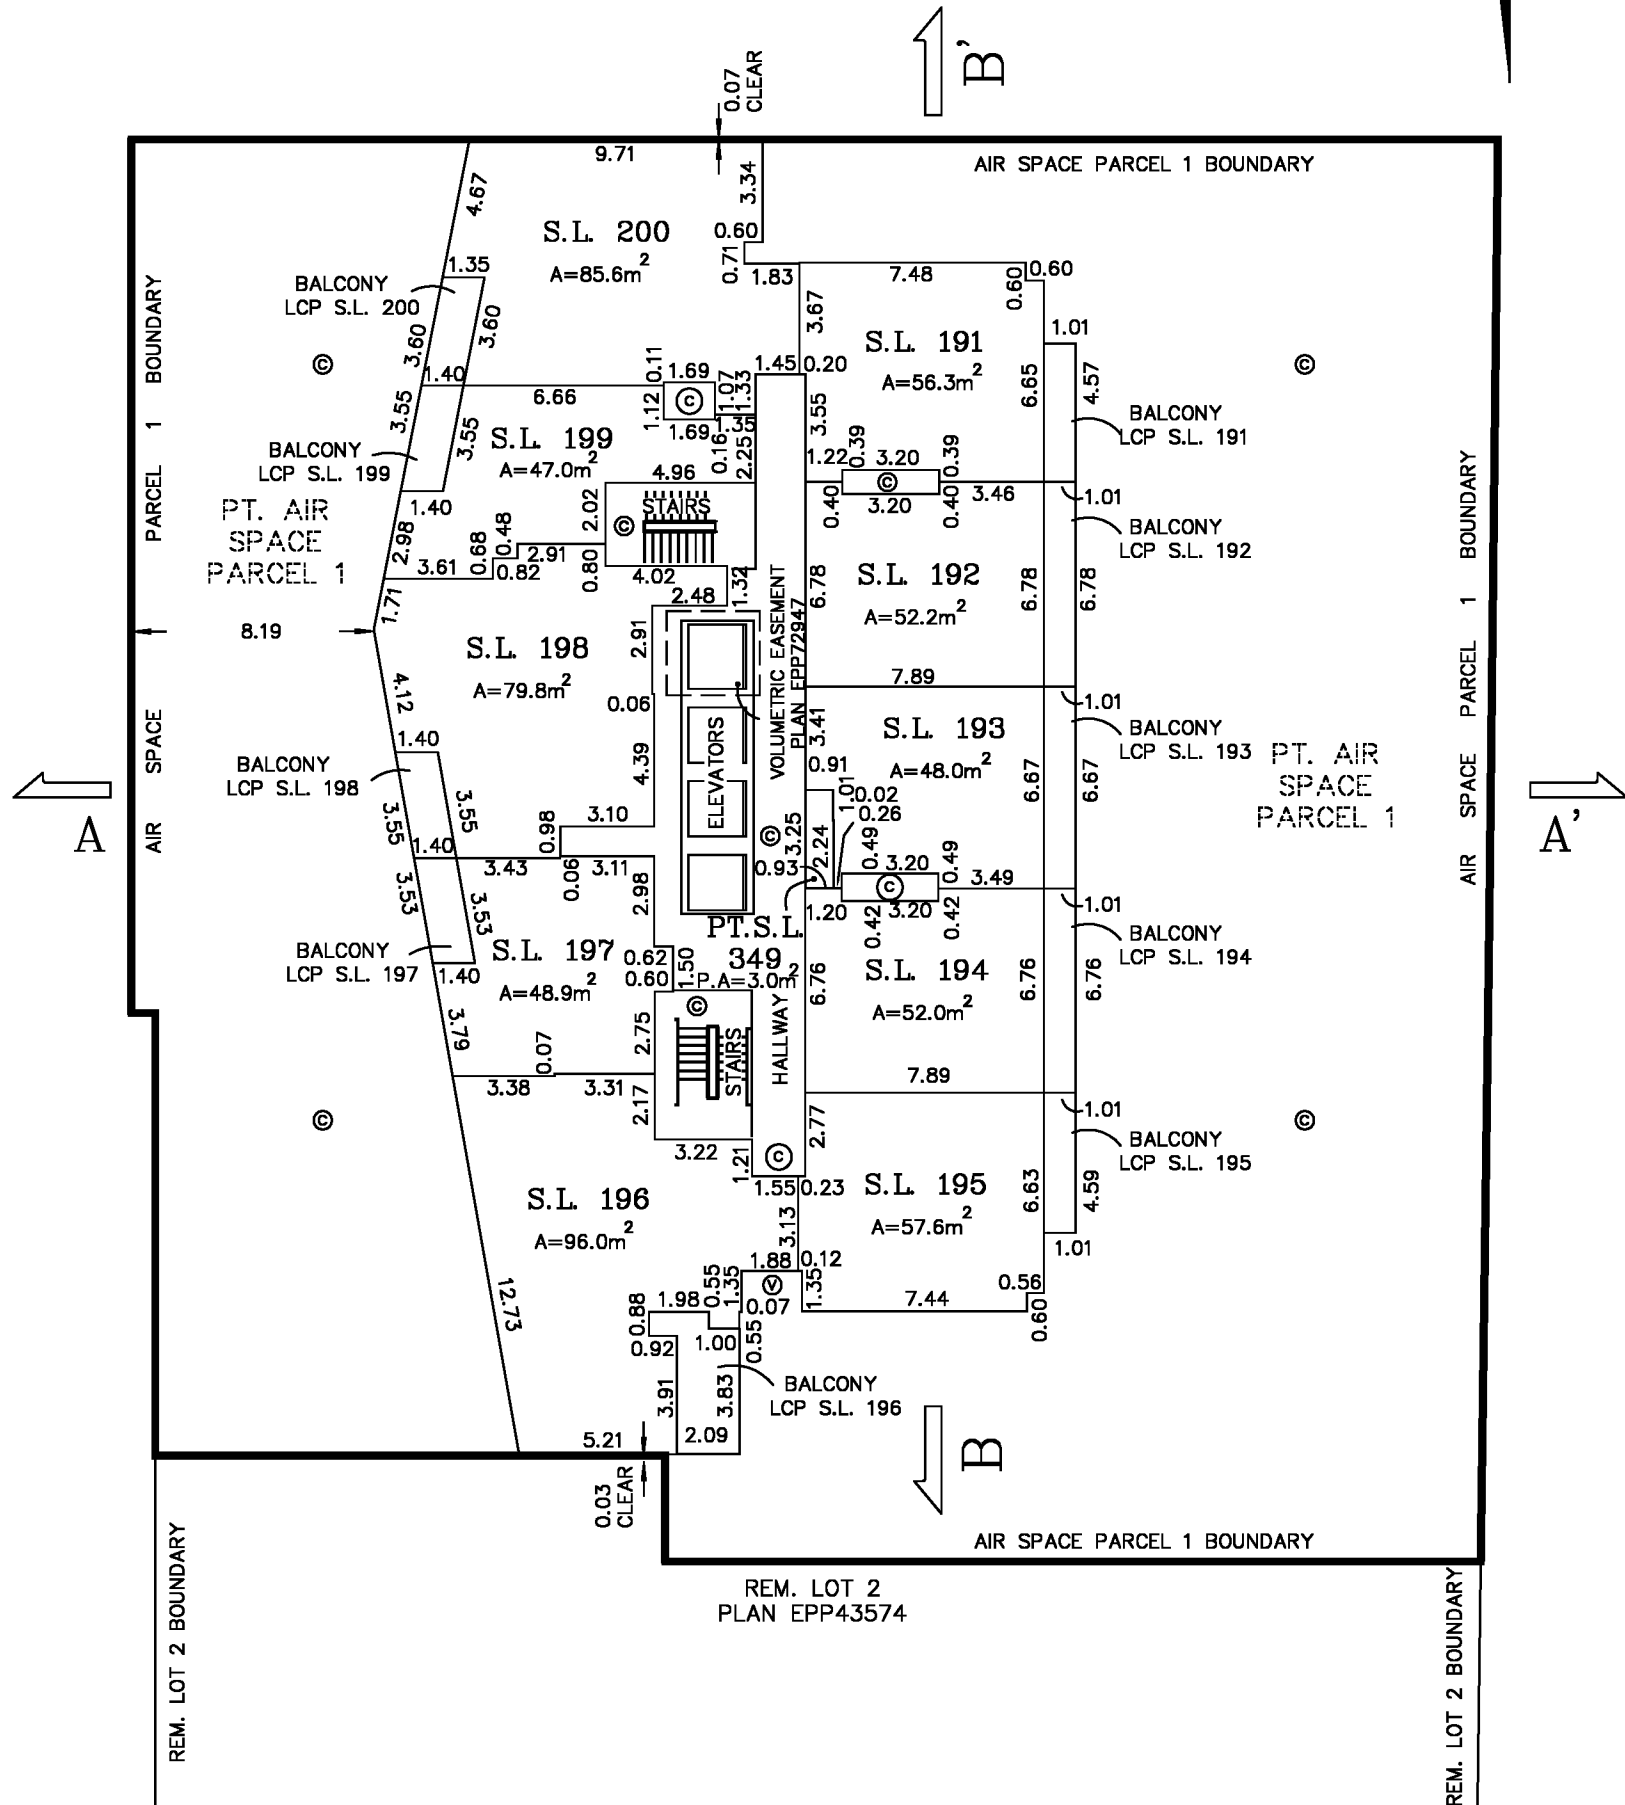 B'
0.07
CLEAR
9.71
AIR SPACE PARCEL 1 BOUNDARY
4.67
3.34
S.L. 200
A=85.6m2
0.60
0.71
1.83
7.48
0.60
0.60
1.35
BALCONY
LCP S.L. 200
3.60
3.60
3.67
1.01
S.L. 191
A=56.3m2
6.65
4.57
BALCONY
LCP S.L. 191
1.45
0.20
0.11
1.69
1.07
1.33
1.40
6.66
1.12
C
1.69
1.35
0.16
2.25
3.55
3.55
3.55
S.L. 199
A=47.0m2
BALCONY
LCP S.L. 199
1.40
4.96
STAIRS
C
2.02
1.22
0.39
3.20
0.39
C
0.40
3.20
0.40
3.46
1.01
BALCONY
LCP S.L. 192
PT. AIR
SPACE
PARCEL 1
2.98
3.61
0.68
0.48
0.82
2.91
0.80
4.02
1.32
2.48
1.71
8.19
S.L. 192
A=52.2m2
6.78
6.78
6.78
VOLUMETRIC EASEMENT
PLAN EPP72947
S.L. 198
A=79.8m2
2.91
0.06
4.39
4.12
7.89
1.01
BALCONY
LCP S.L. 193
S.L. 193
A=48.0m2
3.41
0.91
1.01
0.02
0.26
6.67
6.67
PT. AIR
SPACE
PARCEL 1
ELEVATORS
1.40
BALCONY
LCP S.L. 198
3.55
3.55
3.10
0.98
A
A'
C
3.25
2.24
0.93
0.49
3.20
0.49
C
3.49
1.20
0.42
3.20
0.42
1.01
BALCONY
LCP S.L. 194
1.40
3.43
0.06
3.11
2.98
3.53
3.53
S.L. 197
A=48.9m2
BALCONY
LCP S.L. 197
1.40
0.62
0.60
1.50
PT.S.L.
349
P.A=3.0m2
S.L. 194
A=52.0m2
6.76
6.76
6.76
C
STAIRS
HALLWAY
2.75
3.79
0.07
3.38
3.31
2.17
3.22
1.21
7.89
1.01
BALCONY
LCP S.L. 195
2.77
C
1.55
0.23
S.L. 195
A=57.6m2
6.63
4.59
1.01
S.L. 196
A=96.0m2
3.13
1.88
0.12
V
1.35
0.07
1.35
7.44
0.56
0.60
12.73
1.98
0.55
0.88
0.92
1.00
0.55
3.91
3.83
BALCONY
LCP S.L. 196
5.21
2.09
0.03
CLEAR
B
AIR SPACE PARCEL 1 BOUNDARY
REM. LOT 2
PLAN EPP43574
AIR SPACE PARCEL 1 BOUNDARY
AIR SPACE PARCEL 1 BOUNDARY
C
C
C
C
REM. LOT 2 BOUNDARY
REM. LOT 2 BOUNDARY